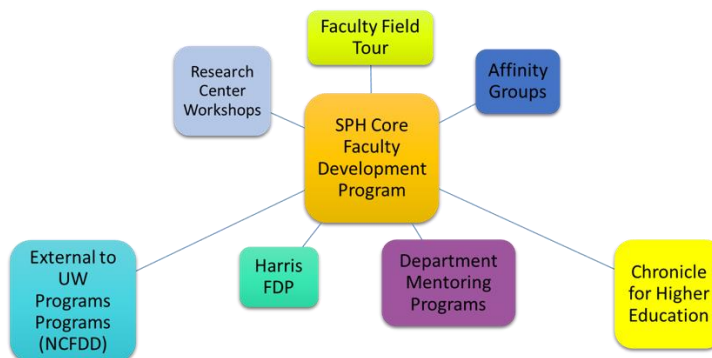 Faculty Field
Tour
Research
Center
Workshops
Affinity
Groups
SPH Core
Faculty
Development
Program
External to
UW
Programs
Programs
(NCFDD)
Harris
FDP
Department
Mentoring
Programs
Chronicle
for Higher
Education